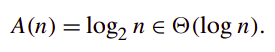 A(n) = log₂ n ∈ Θ(log n).